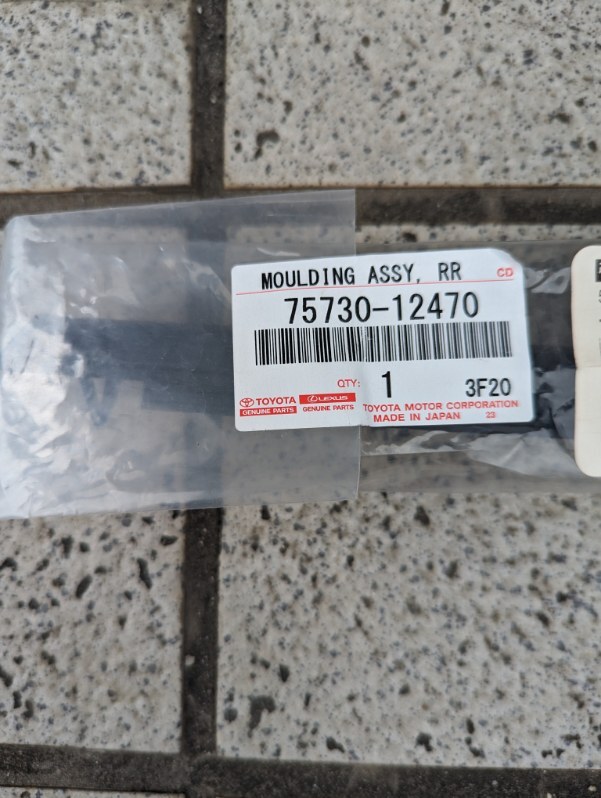 MOULDING ASSY, RR CD
75730-12470
QTY: 1 3F20
TOYOTA LEXUS
GENUINE PARTS GENUINE PARTS
TOYOTA MOTOR CORPORATION
MADE IN JAPAN 23